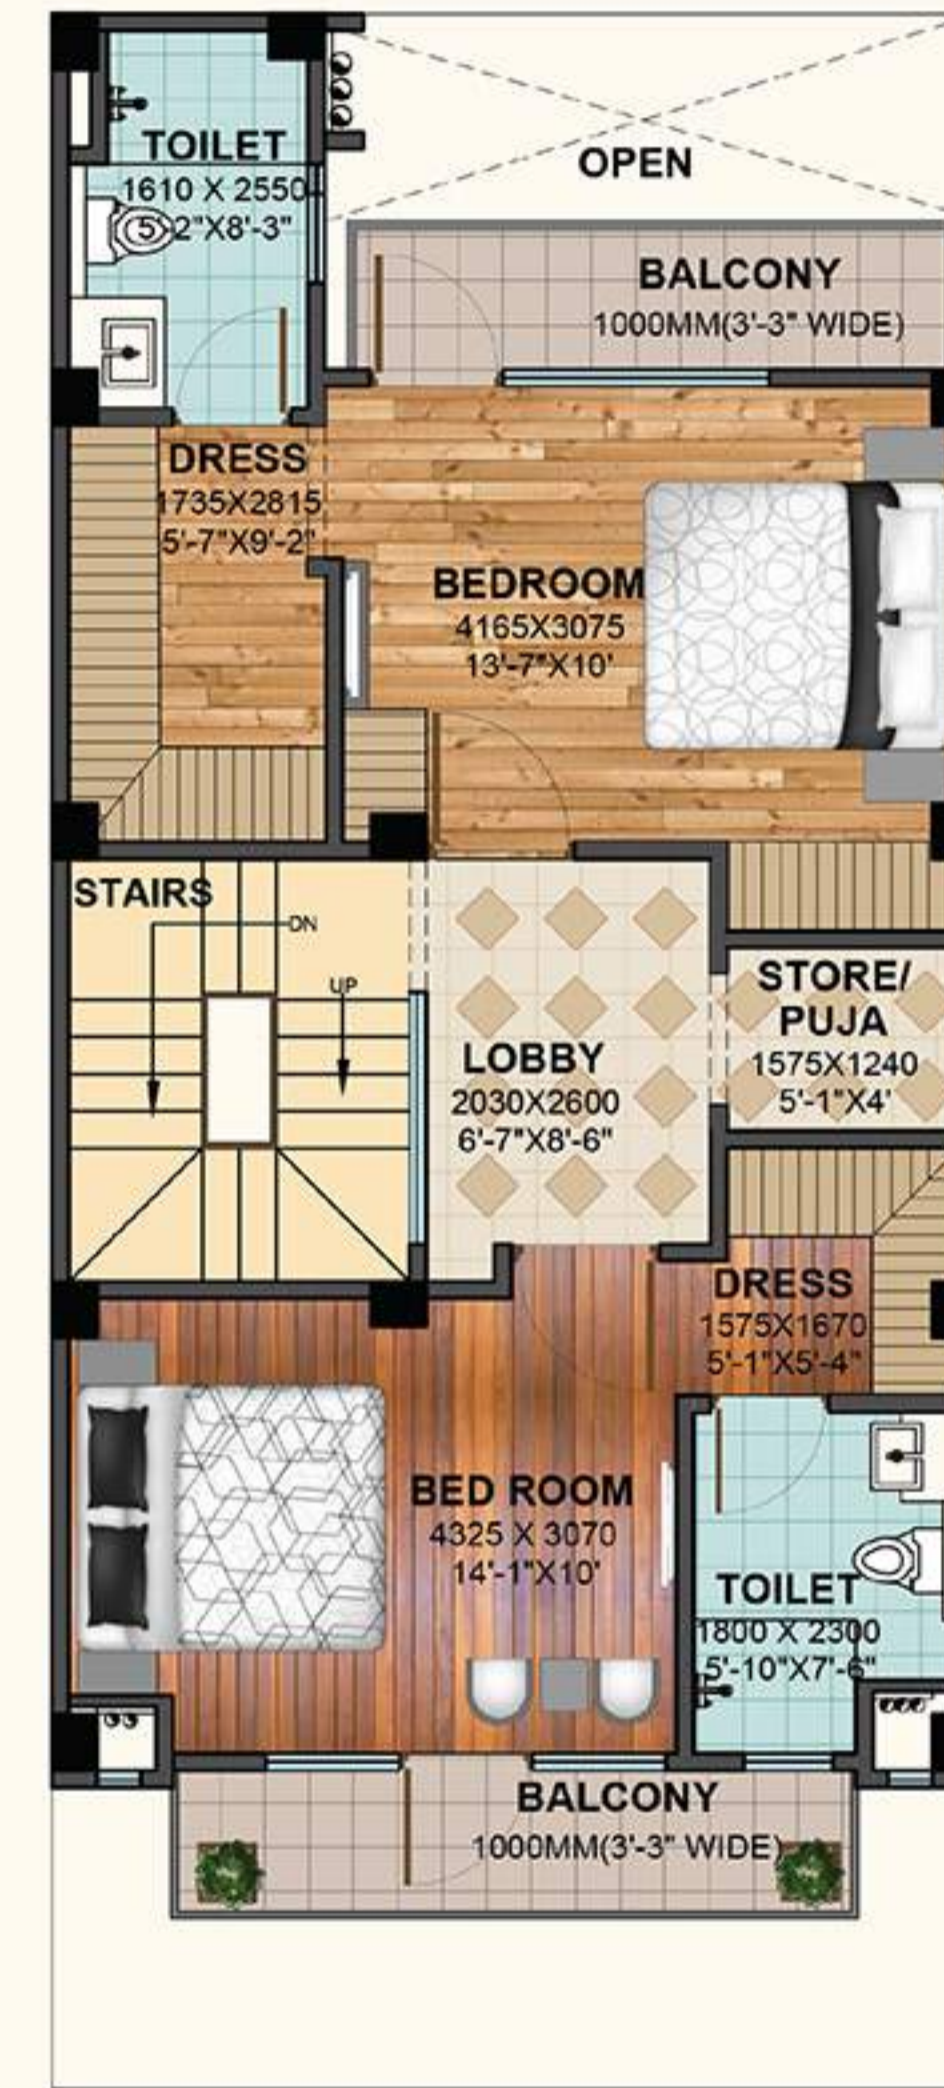 TOILET
1610 X 2550
5'-2"X8'-3"
OPEN
BALCONY
1000MM(3'-3" WIDE)
DRESS
1735X2815
5'-7"X9'-2"
BEDROOM
4165X3075
13'-7"X10'
STAIRS
DN
UP
STORE/
PUJA
1575X1240
5'-1"X4'
LOBBY
2030X2600
6'-7"X8'-6"
DRESS
1575X1670
5'-1"X5'-4"
BED ROOM
4325 X 3070
14'-1"X10'
TOILET
1800 X 2300
5'-10"X7'-6"
BALCONY
1000MM(3'-3" WIDE)